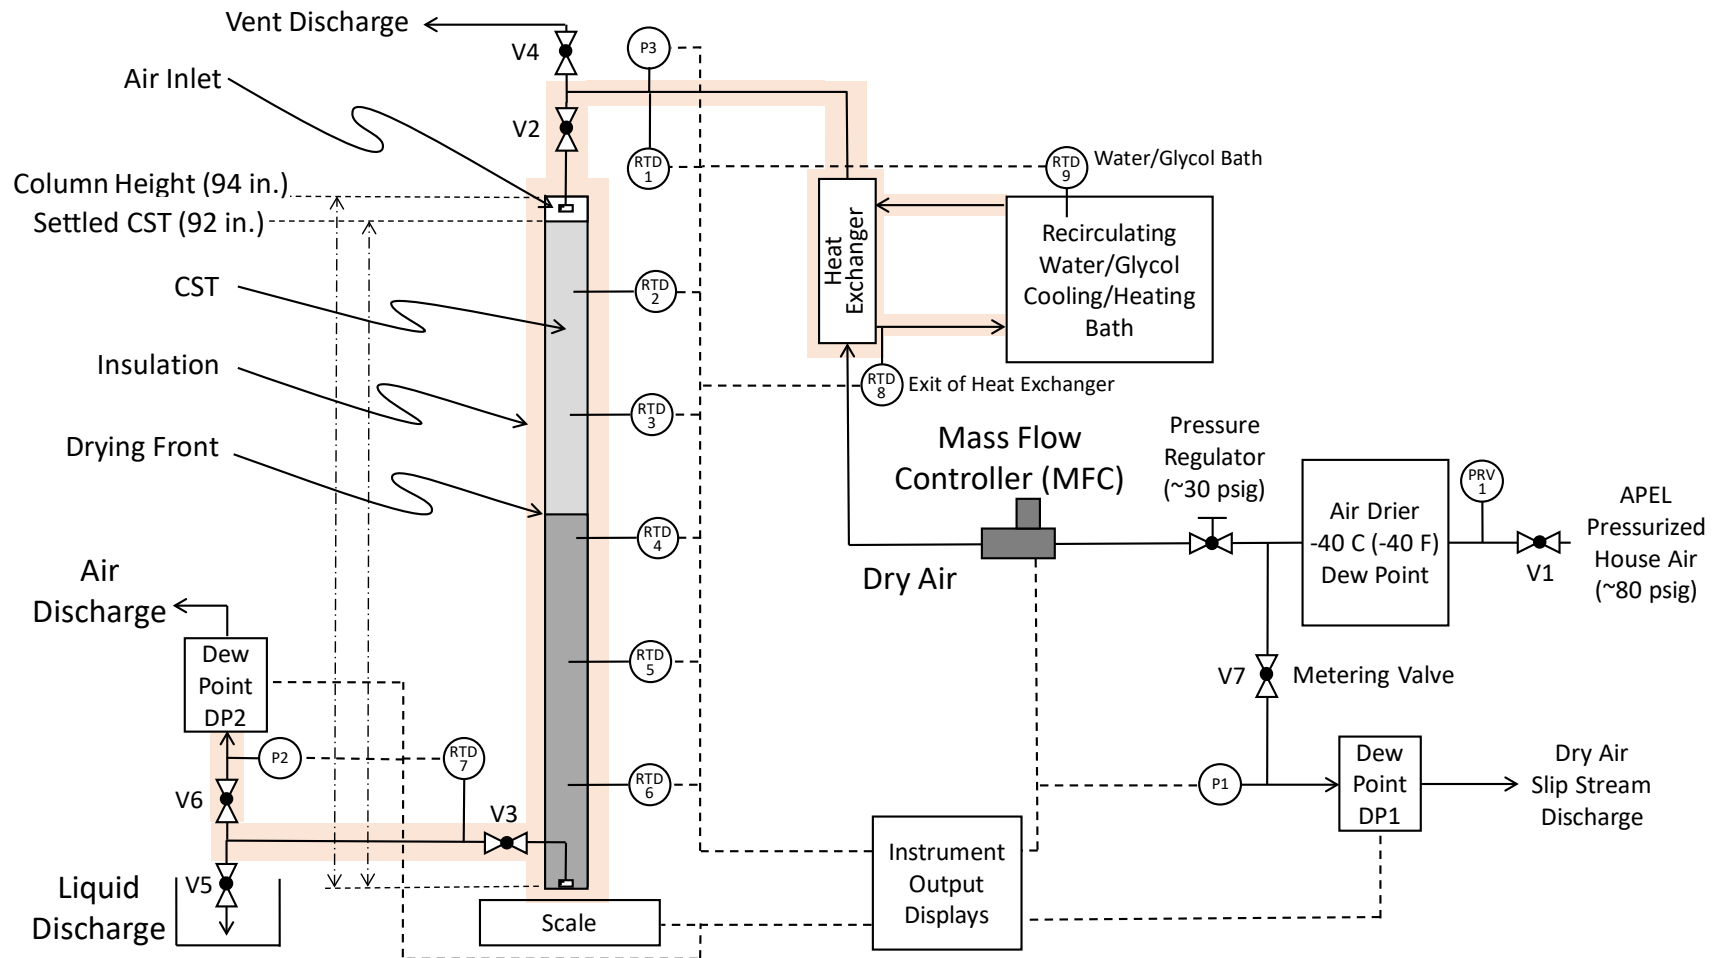 Vent Discharge
V4
P3
Air Inlet
V2
RTD
1
RTD
9
Water/Glycol Bath
Column Height (94 in.)
Settled CST (92 in.)
Heat
Exchanger
Recirculating
Water/Glycol
Cooling/Heating
Bath
CST
RTD
2
Insulation
RTD
3
RTD
8
Exit of Heat Exchanger
Drying Front
Mass Flow
Controller (MFC)
Pressure
Regulator
(~30 psig)
PRV
1
RTD
4
Air Drier
-40 C (-40 F)
Dew Point
V1
APEL
Pressurized
House Air
(~80 psig)
Dry Air
Air
Discharge
Dew
Point
DP2
RTD
5
V7
Metering Valve
P2
RTD
7
RTD
6
P1
Dew
Point
DP1
Dry Air
Slip Stream
Discharge
V6
V3
V5
Liquid
Discharge
Scale
Instrument
Output
Displays